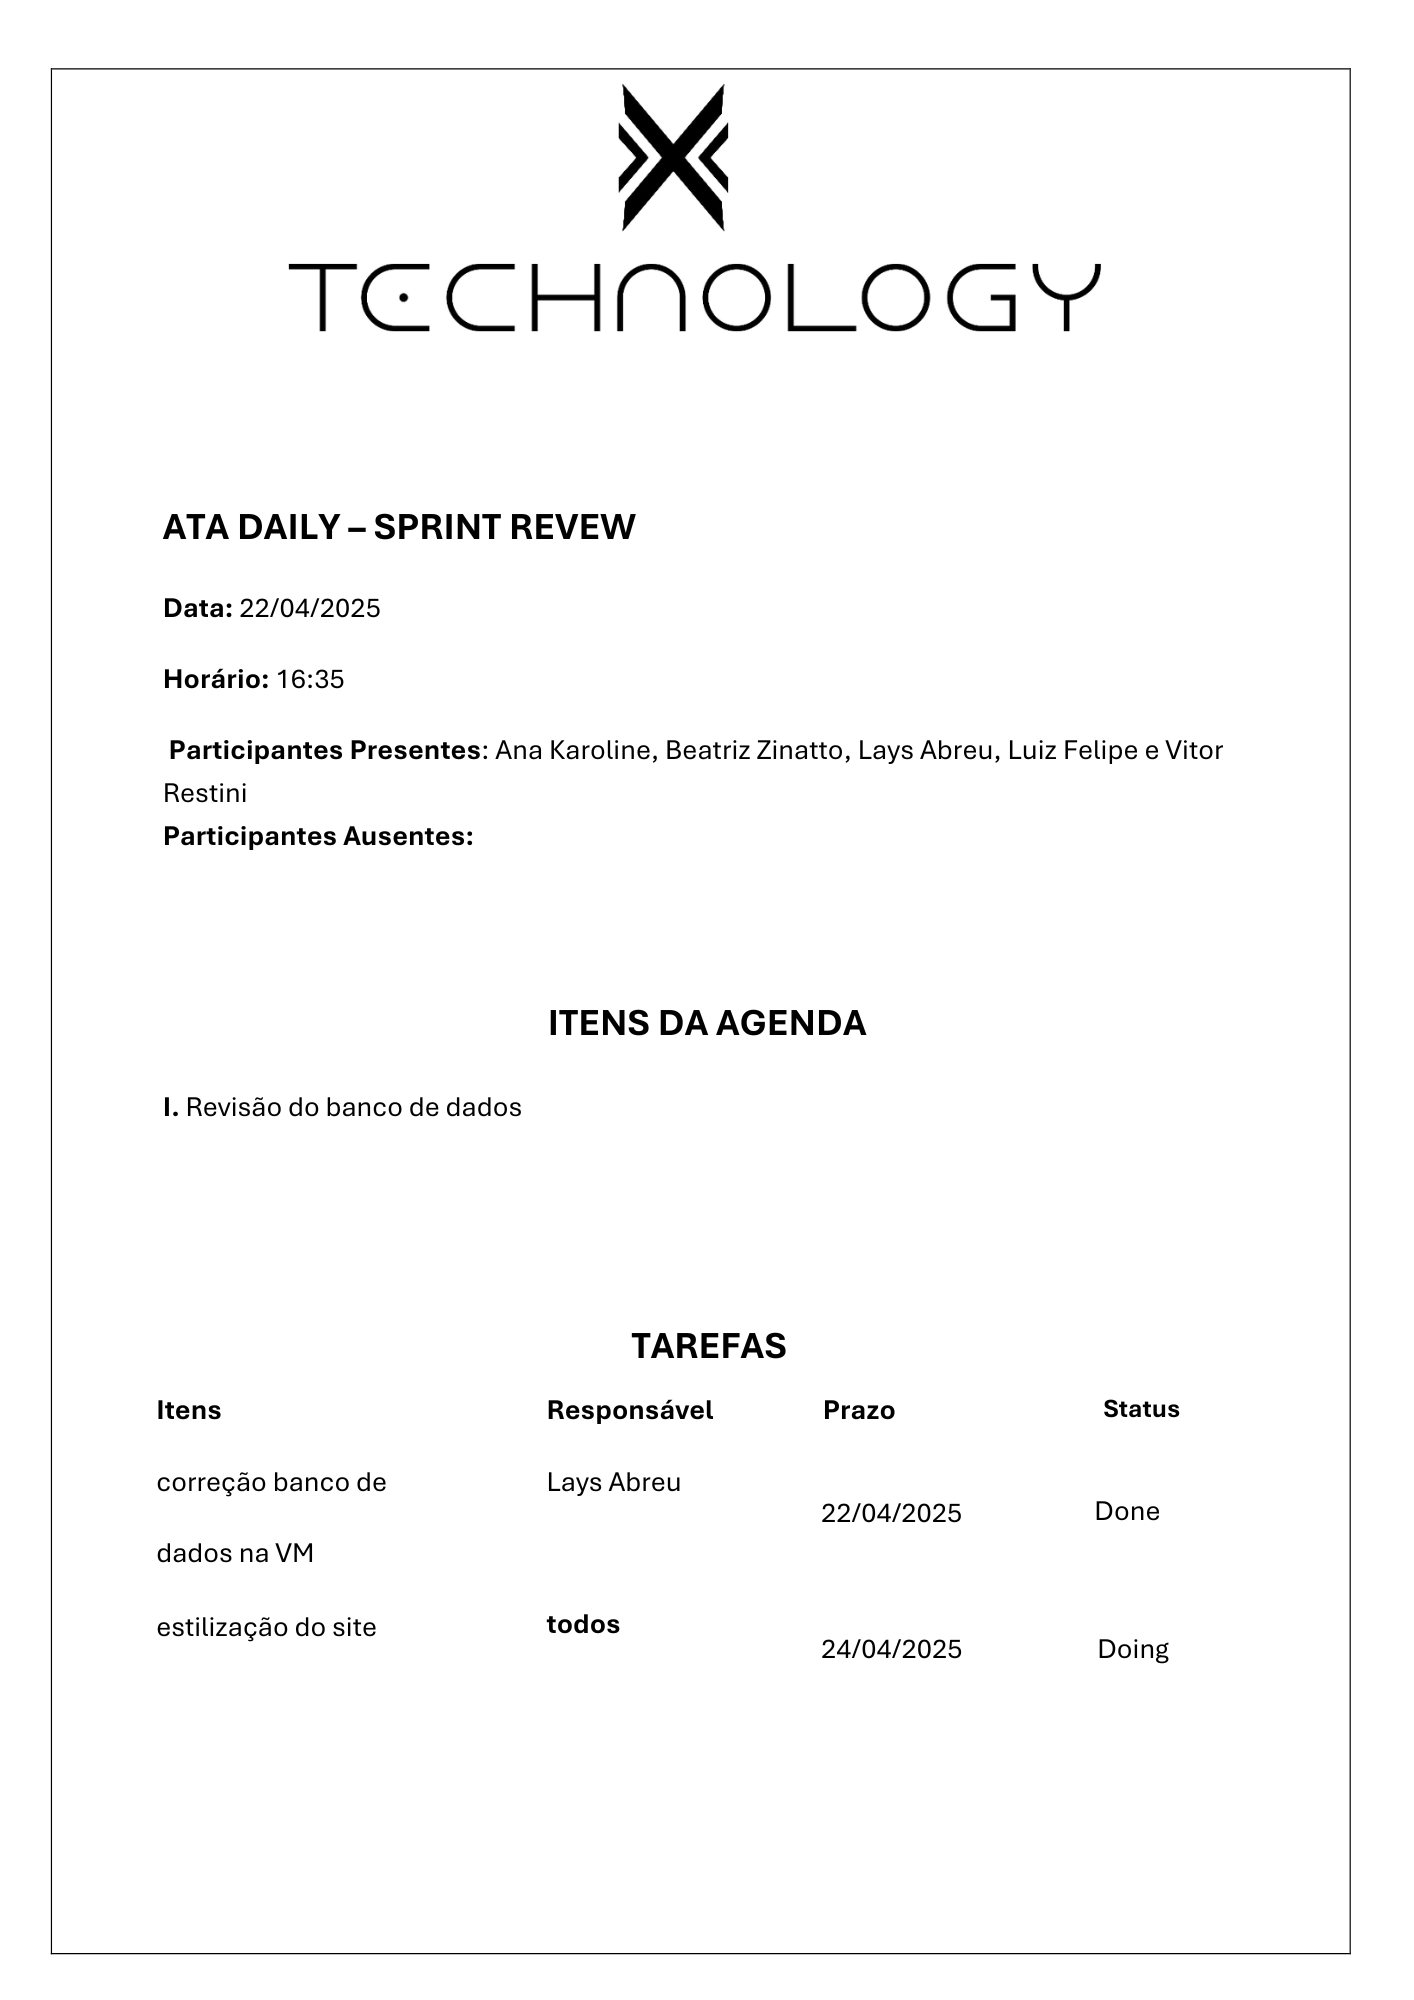 X
TECHNOLOGY
ATA DAILY – SPRINT REVEW
Data: 22/04/2025
Horário: 16:35
Participantes Presentes: Ana Karoline, Beatriz Zinatto, Lays Abreu, Luiz Felipe e Vitor
Restini
Participantes Ausentes:
ITENS DA AGENDA
I. Revisão do banco de dados
TAREFAS
Itens Responsável Prazo Status
correção banco de Lays Abreu
22/04/2025 Done
dados na VM
estilização do site todos
24/04/2025 Doing